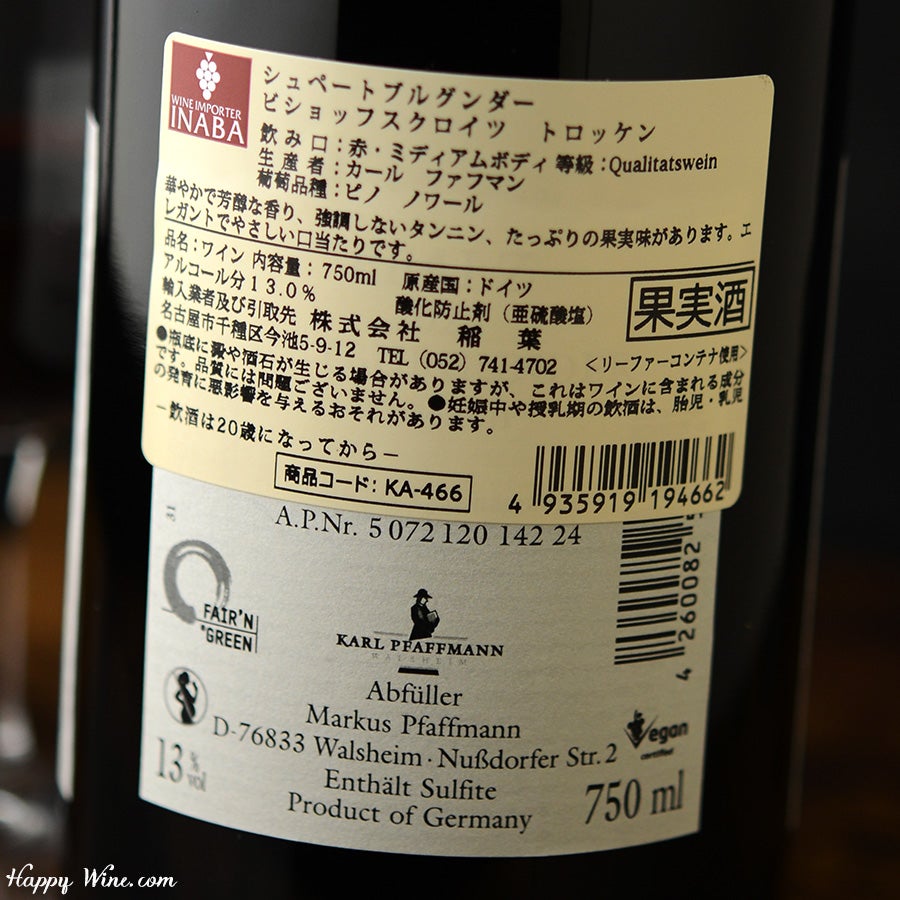 WINE IMPORTER
INABA
シュペートブルグンダー
ビショッフスクロイツ トロッケン
飲み口:赤・ミディアムボディ 等級:Qualitatswein
生産者:カール ファフマン
葡萄品種:ピノ ノワール
華やかで芳醇な香り、強調しないタンニン、たっぷりの果実味があります。エ
レガントでやさしい口当たりです。
品名:ワイン 内容量:750ml 原産国:ドイツ
アルコール分13.0% 酸化防止剤(亜硫酸塩)
果実酒
輸入業者及び引取先 株式会社 稲葉
名古屋市千種区今池5-9-12 TEL(052)741-4702 <リーファーコンテナ使用>
●瓶底に澱や酒石が生じる場合がありますが、これはワインに含まれる成分
です。品質には問題ございません。●妊娠中や授乳期の飲酒は、胎児・乳児
の発育に悪影響を与えるおそれがあります。
-飲酒は20歳になってから-
商品コード:KA-466
4 935919 194662
A.P.Nr. 5 072 120 142 24
4 260082
FAIR'N
GREEN
KARL PFAFFMANN
WALSHEIM
Abfüller
Markus Pfaffmann
D-76833 Walsheim · Nußdorfer Str. 2
Vegan
certified
13 % vol
Enthält Sulfite
Product of Germany
750 ml
Happy Wine.com